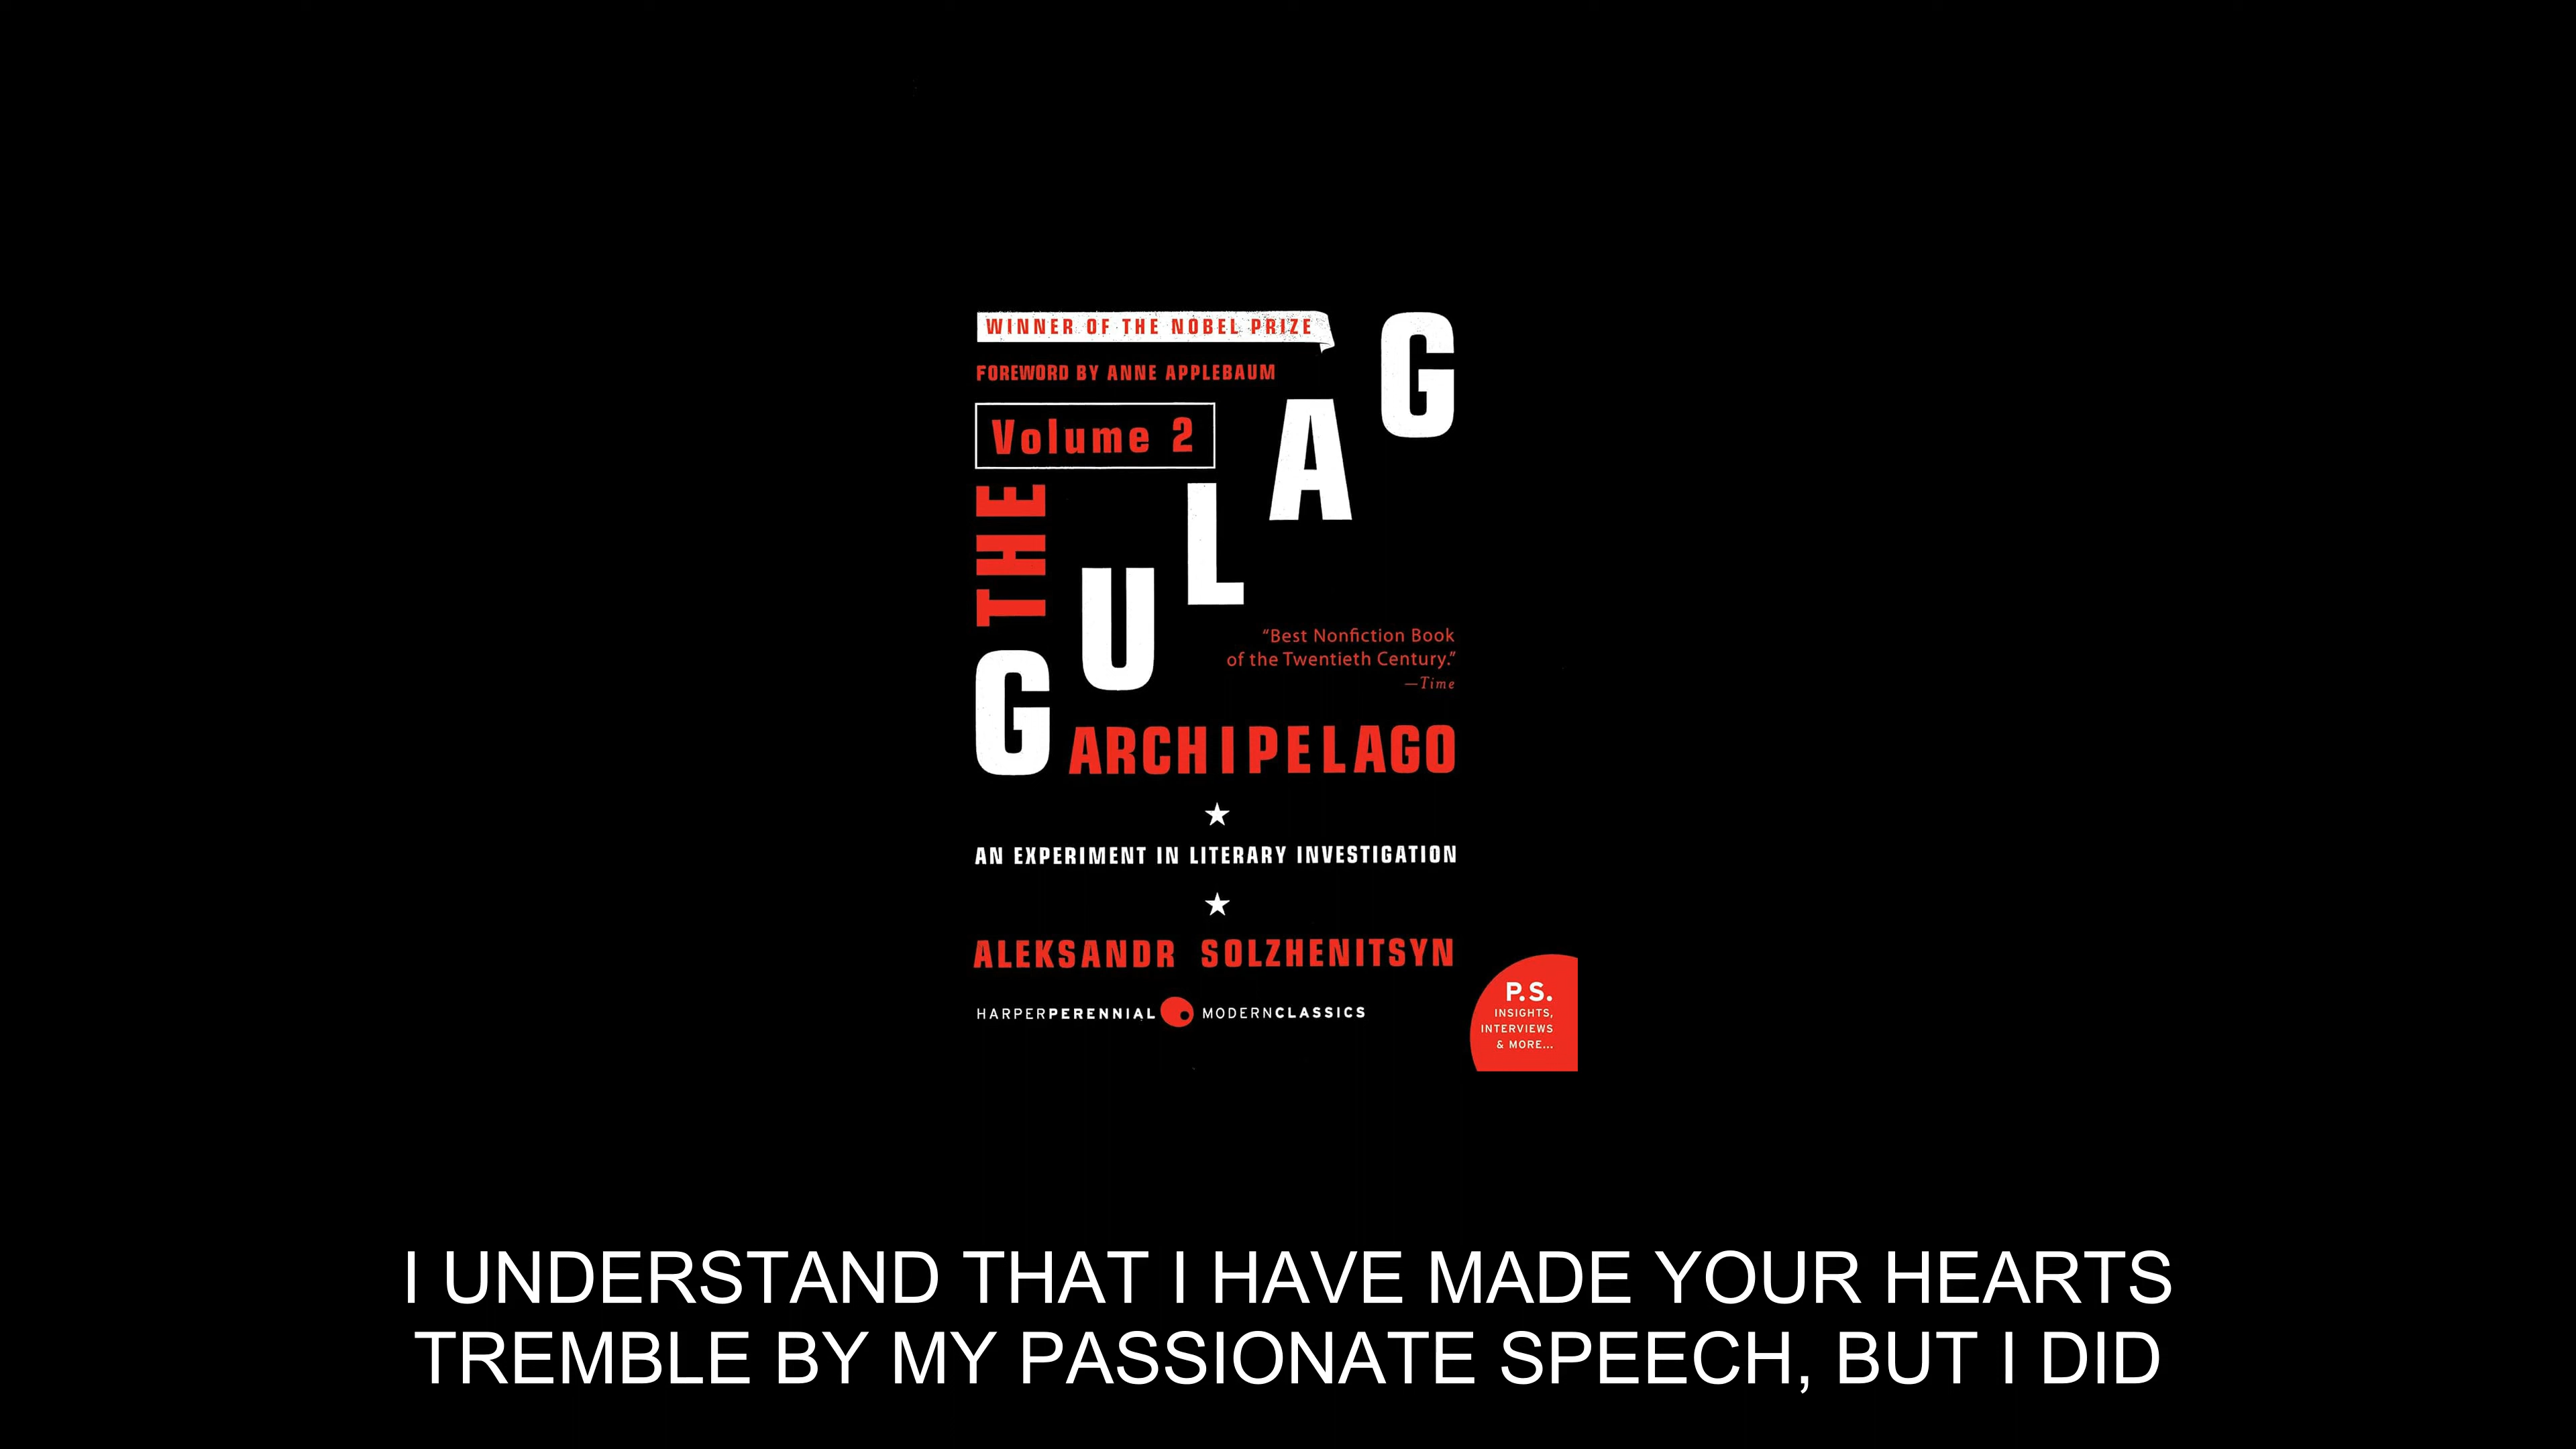 WINNER OF THE NOBEL PRIZE
FOREWORD BY ANNE APPLEBAUM
Volume 2
THE
GULAG
"Best Nonfiction Book
of the Twentieth Century."
—Time
ARCHIPELAGO
AN EXPERIMENT IN LITERARY INVESTIGATION
ALEKSANDR SOLZHENITSYN
HARPERPERENNIAL MODERNCLASSICS
P.S.
INSIGHTS,
INTERVIEWS
& MORE...
I UNDERSTAND THAT I HAVE MADE YOUR HEARTS
TREMBLE BY MY PASSIONATE SPEECH, BUT I DID